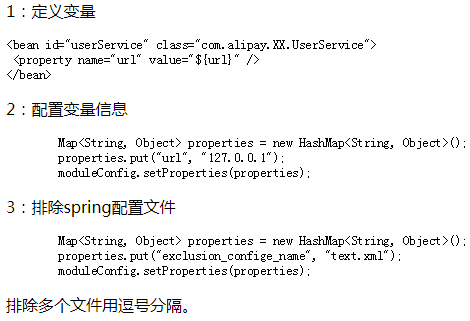 1：定义变量
<bean id="userService" class="com.alipay.XX.UserService">
<property name="url" value="${url}" />
</bean>
2：配置变量信息
Map<String, Object> properties = new HashMap<String, Object>();
properties.put("url", "127.0.0.1");
moduleConfig.setProperties(properties);
3：排除spring配置文件
Map<String, Object> properties = new HashMap<String, Object>();
properties.put("exclusion_confige_name", "text.xml");
moduleConfig.setProperties(properties);
排除多个文件用逗号分隔。